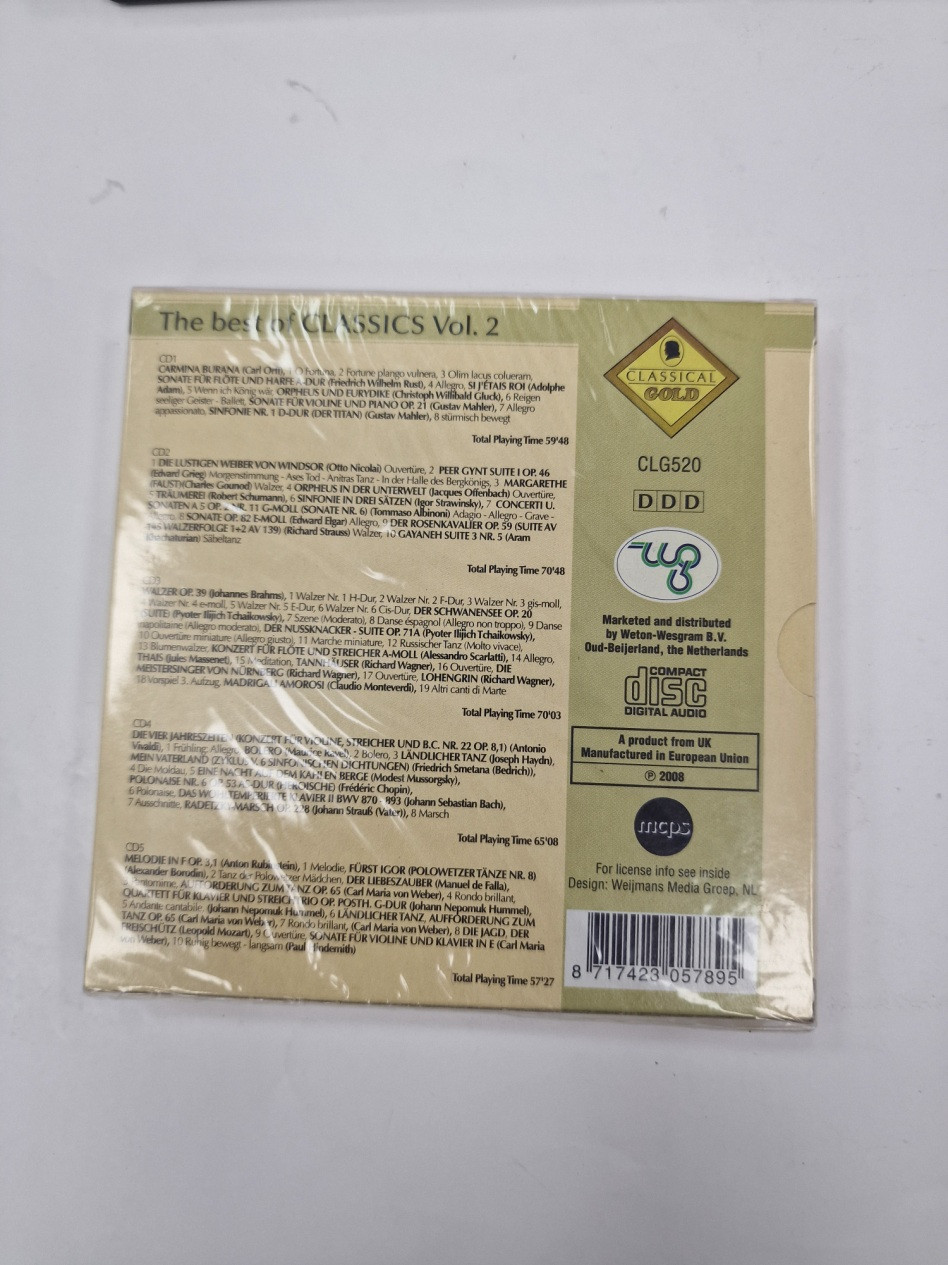 The best of CLASSICS Vol. 2
CD1
CARMINA BURANA (Carl Orff), 1 O Fortuna, 2 Fortune plango vulnera, 3 Olim lacus colueram,
SONATE FÜR FLÖTE UND HARFE A-DUR (Friedrich Wilhelm Rust), 4 Allegro, SI J'ÉTAIS ROI (Adolphe
Adam), 5 Wenn ich König wär, ORPHEUS UND EURYDIKE (Christoph Willibald Gluck), 6 Reigen
seeliger Geister - Ballett, SONATE FÜR VIOLINE UND PIANO OP. 21 (Gustav Mahler), 7 Allegro
appassionato, SINFONIE NR. 1 D-DUR (DER TITAN) (Gustav Mahler), 8 stürmisch bewegt
Total Playing Time 59'48
CD2
1 DIE LUSTIGEN WEIBER VON WINDSOR (Otto Nicolai) Ouvertüre, 2 PEER GYNT SUITE I OP. 46
(Edvard Grieg) Morgenstimmung - Ases Tod - Anitras Tanz - In der Halle des Bergkönigs, 3 MARGARETHE
(FAUST)(Charles Gounod) Walzer, 4 ORPHEUS IN DER UNTERWELT (Jacques Offenbach) Ouvertüre,
5 TRÄUMEREI (Robert Schumann), 6 SINFONIE IN DREI SÄTZEN (Igor Strawinsky), 7 CONCERTI U.
SONATEN A 5 OP. 2 NR. 11 G-MOLL (SONATE NR. 6) (Tommaso Albinoni) Adagio - Allegro - Grave -
8 SONATE OP. 82 E-MOLL (Edward Elgar) Allegro, 9 DER ROSENKAVALIER OP. 59 (SUITE AV
145 WALZERFOLGE 1+2 AV 139) (Richard Strauss) Walzer, 10 GAYANEH SUITE 3 NR. 5 (Aram
Khachaturian) Säbeltanz
Total Playing Time 70'48
CD3
WALZER OP. 39 (Johannes Brahms), 1 Walzer Nr. 1 H-Dur, 2 Walzer Nr. 2 F-Dur, 3 Walzer Nr. 3 gis-moll,
4 Walzer Nr. 4 e-moll, 5 Walzer Nr. 5 E-Dur, 6 Walzer Nr. 6 Cis-Dur, DER SCHWANENSEE OP. 20
(SUITE) (Pyoter Ilijich Tchaikowsky), 7 Szene (Moderato), 8 Danse éspagnol (Allegro non troppo), 9 Danse
napolitaine (Allegro moderato), DER NUSSKNACKER - SUITE OP. 71A (Pyoter Ilijich Tchaikowsky),
10 Ouvertüre miniature (Allegro giusto), 11 Marche miniature, 12 Russischer Tanz (Molto vivace),
13 Blumenwalzer, KONZERT FÜR FLÖTE UND STREICHER A-MOLL (Alessandro Scarlatti), 14 Allegro,
THAIS (Jules Massenet), 15 Meditation, TANNHÄUSER (Richard Wagner), 16 Ouvertüre, DIE
MEISTERSINGER VON NÜRNBERG (Richard Wagner), 17 Ouvertüre, LOHENGRIN (Richard Wagner),
18 Vorspiel 3. Aufzug, MADRIGALI AMOROSI (Claudio Monteverdi), 19 Altri canti di Marte
Total Playing Time 70'03
CD4
DIE VIER JAHRESZEITEN (KONZERT FÜR VIOLINE, STREICHER UND B.C. NR. 22 OP. 8,1) (Antonio
Vivaldi), 1 Frühling: Allegro, BOLERO (Maurice Ravel), 2 Bolero, 3 LÄNDLICHER TANZ (Joseph Haydn),
MEIN VATERLAND (ZYKLUS V. 6 SINFONISCHEN DICHTUNGEN) (Friedrich Smetana (Bedrich)),
4 Die Moldau, 5 EINE NACHT AUF DEM KAHLEN BERGE (Modest Mussorgsky),
POLONAISE NR. 6 OP. 53 AS-DUR (HEROISCHE) (Frédéric Chopin),
6 Polonaise, DAS WOHLTEMPERIERTE KLAVIER II BWV 870 - 893 (Johann Sebastian Bach),
7 Ausschnitte, RADETZKY-MARSCH OP. 228 (Johann Strauß (Vater)), 8 Marsch
Total Playing Time 65'08
CD5
MELODIE IN F OP. 3,1 (Anton Rubinstein), 1 Melodie, FÜRST IGOR (POLOWETZER TÄNZE NR. 8)
(Alexander Borodin), 2 Tanz der Polowetzer Mädchen, DER LIEBESZAUBER (Manuel de Falla),
3 Pantomime, AUFFORDERUNG ZUM TANZ OP. 65 (Carl Maria von Weber), 4 Rondo brillant,
QUARTETT FÜR KLAVIER UND STREICHTRIO OP. POSTH. G-DUR (Johann Nepomuk Hummel),
5 Andante cantabile, (Johann Nepomuk Hummel), 6 LÄNDLICHER TANZ, AUFFORDERUNG ZUM
TANZ OP. 65 (Carl Maria von Weber), 7 Rondo brillant, (Carl Maria von Weber), 8 DIE JAGD, DER
FREISCHÜTZ (Leopold Mozart), 9 Ouvertüre, SONATE FÜR VIOLINE UND KLAVIER IN E (Carl Maria
von Weber), 10 Ruhig bewegt - langsam (Paul Hindemith)
Total Playing Time 57'27
CLASSICAL
GOLD
CLG520
DDD
Marketed and distributed
by Weton-Wesgram B.V.
Oud-Beijerland, the Netherlands
COMPACT
disc
DIGITAL AUDIO
A product from UK
Manufactured in European Union
℗ 2008
mcps
For license info see inside
Design: Weijmans Media Groep, NL
8 717423 057895